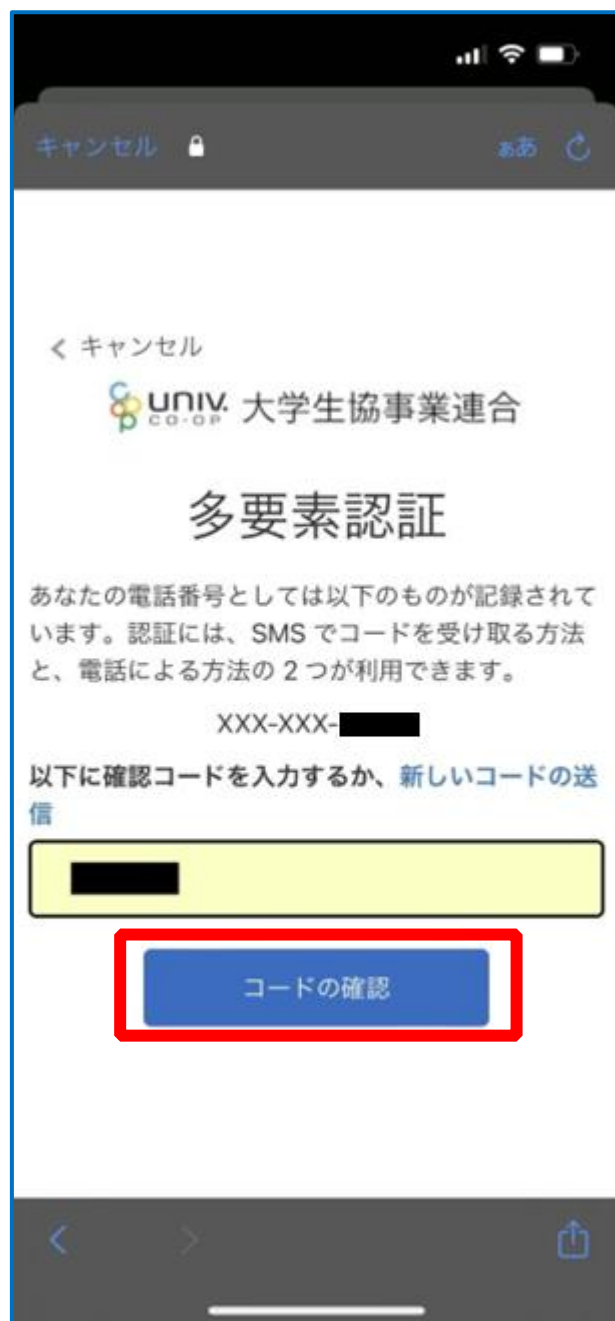 キャンセル ぁあ
キャンセル
UNIV. CO-OP 大学生協事業連合
多要素認証
あなたの電話番号としては以下のものが記録されて
います。認証には、SMS でコードを受け取る方法
と、電話による方法の 2 つが利用できます。
XXX-XXX-
以下に確認コードを入力するか、新しいコードの送
信
コードの確認